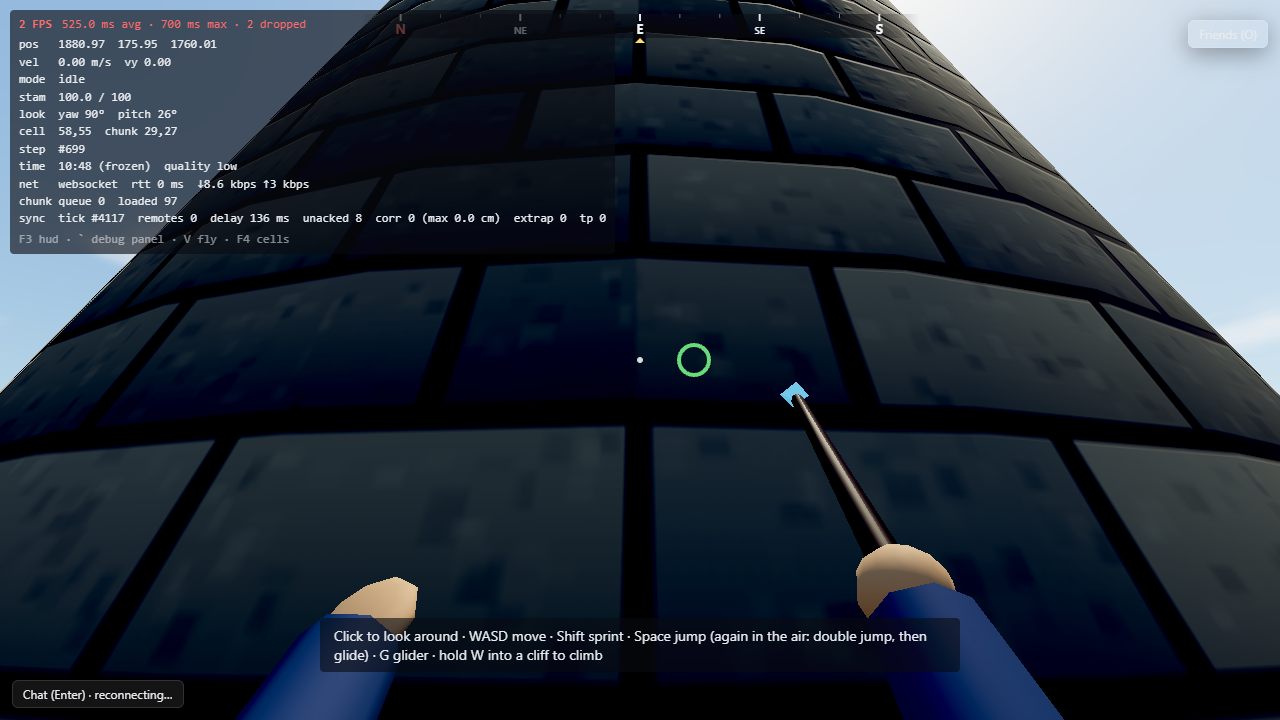 2 FPS 525.0 ms avg · 700 ms max · 2 dropped
pos 1880.97 175.95 1760.01
vel 0.00 m/s vy 0.00
mode idle
stam 100.0 / 100
look yaw 90° pitch 26°
cell 58,55 chunk 29,27
step #699
time 10:48 (frozen) quality low
net websocket rtt 0 ms ↓8.6 kbps ↑3 kbps
chunk queue 0 loaded 97
sync tick #4117 remotes 0 delay 136 ms unacked 8 corr 0 (max 0.0 cm) extrap 0 tp 0
F3 hud · ` debug panel · V fly · F4 cells
N NE E SE S
Friends (O)
Click to look around · WASD move · Shift sprint · Space jump (again in the air: double jump, then
glide) · G glider · hold W into a cliff to climb
Chat (Enter) · reconnecting...